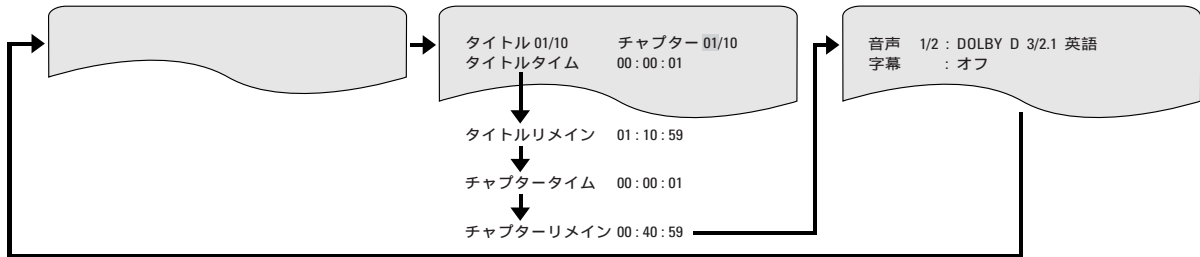 タイトル 01/10 チャプター 01/10
タイトルタイム 00 : 00 : 01
タイトルリメイン 01 : 10 : 59
チャプタータイム 00 : 00 : 01
チャプターリメイン 00 : 40 : 59
音声 1/2 : DOLBY D 3/2.1 英語
字幕 : オフ